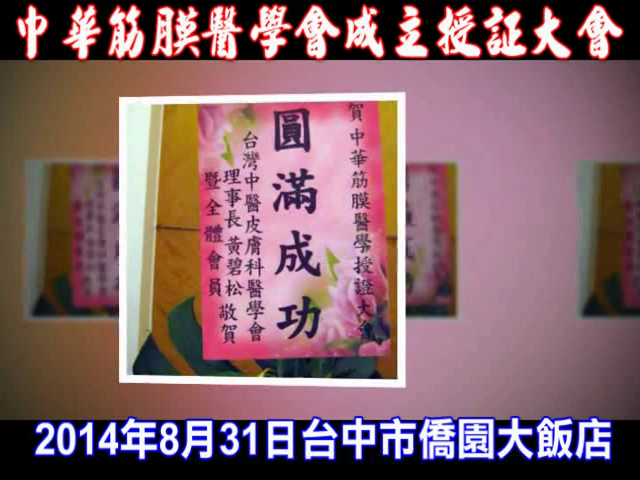 中華筋膜醫學會成立授証大會
賀中華筋膜醫學授證大會
圓滿成功
台灣中醫皮膚科醫學會
理事長黃碧松 敬賀
暨全體會員
2014年8月31日台中市僑園大飯店